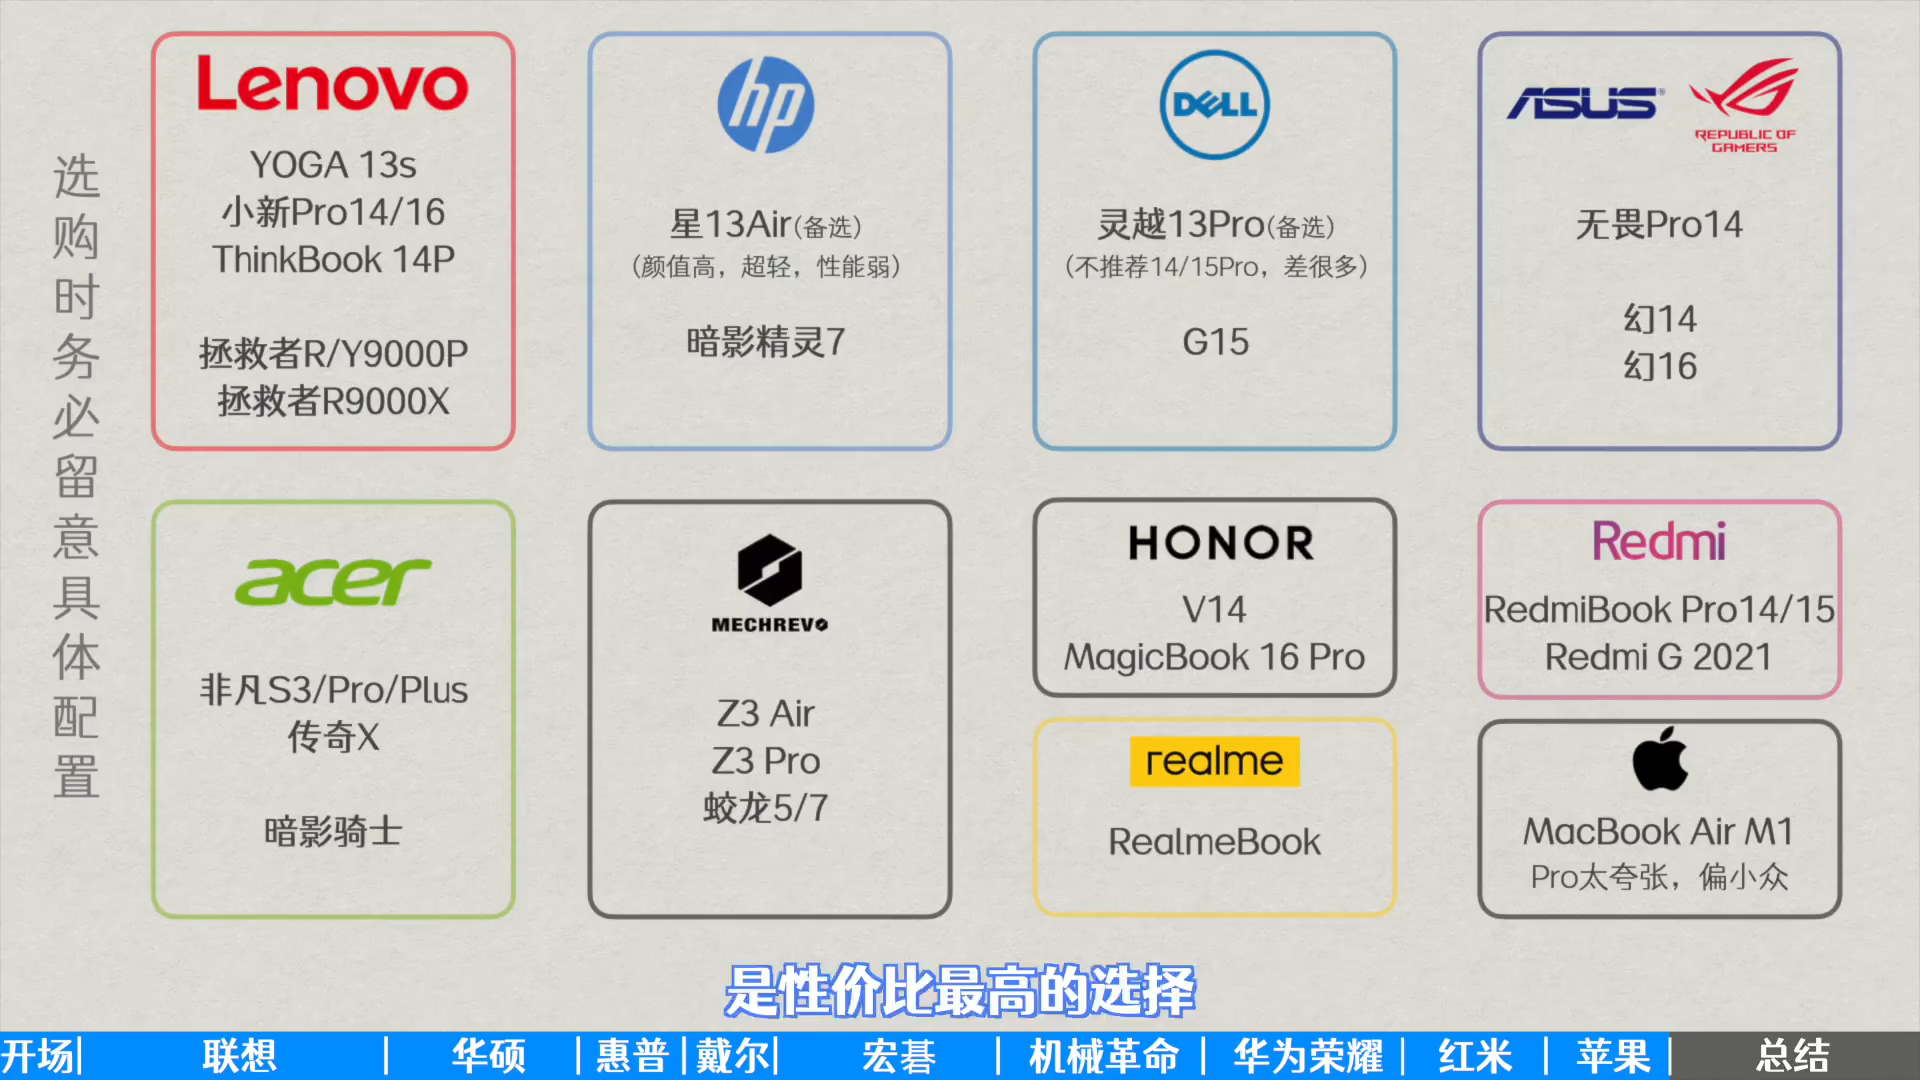 选购时务必留意具体配置
Lenovo
YOGA 13s
小新Pro14/16
ThinkBook 14P
拯救者R/Y9000P
拯救者R9000X
hp
星13Air(备选)
(颜值高，超轻，性能弱)
暗影精灵7
DELL
灵越13Pro(备选)
(不推荐14/15Pro，差很多)
G15
ASUS®
REPUBLIC OF
GAMERS
无畏Pro14
幻14
幻16
acer
非凡S3/Pro/Plus
传奇X
暗影骑士
MECHREVO
Z3 Air
Z3 Pro
蛟龙5/7
HONOR
V14
MagicBook 16 Pro
Redmi
RedmiBook Pro14/15
Redmi G 2021
realme
RealmeBook
MacBook Air M1
Pro太夸张，偏小众
是性价比最高的选择
开场| 联想 | 华硕 |惠普|戴尔| 宏碁 | 机械革命 | 华为荣耀 | 红米 | 苹果 | 总结